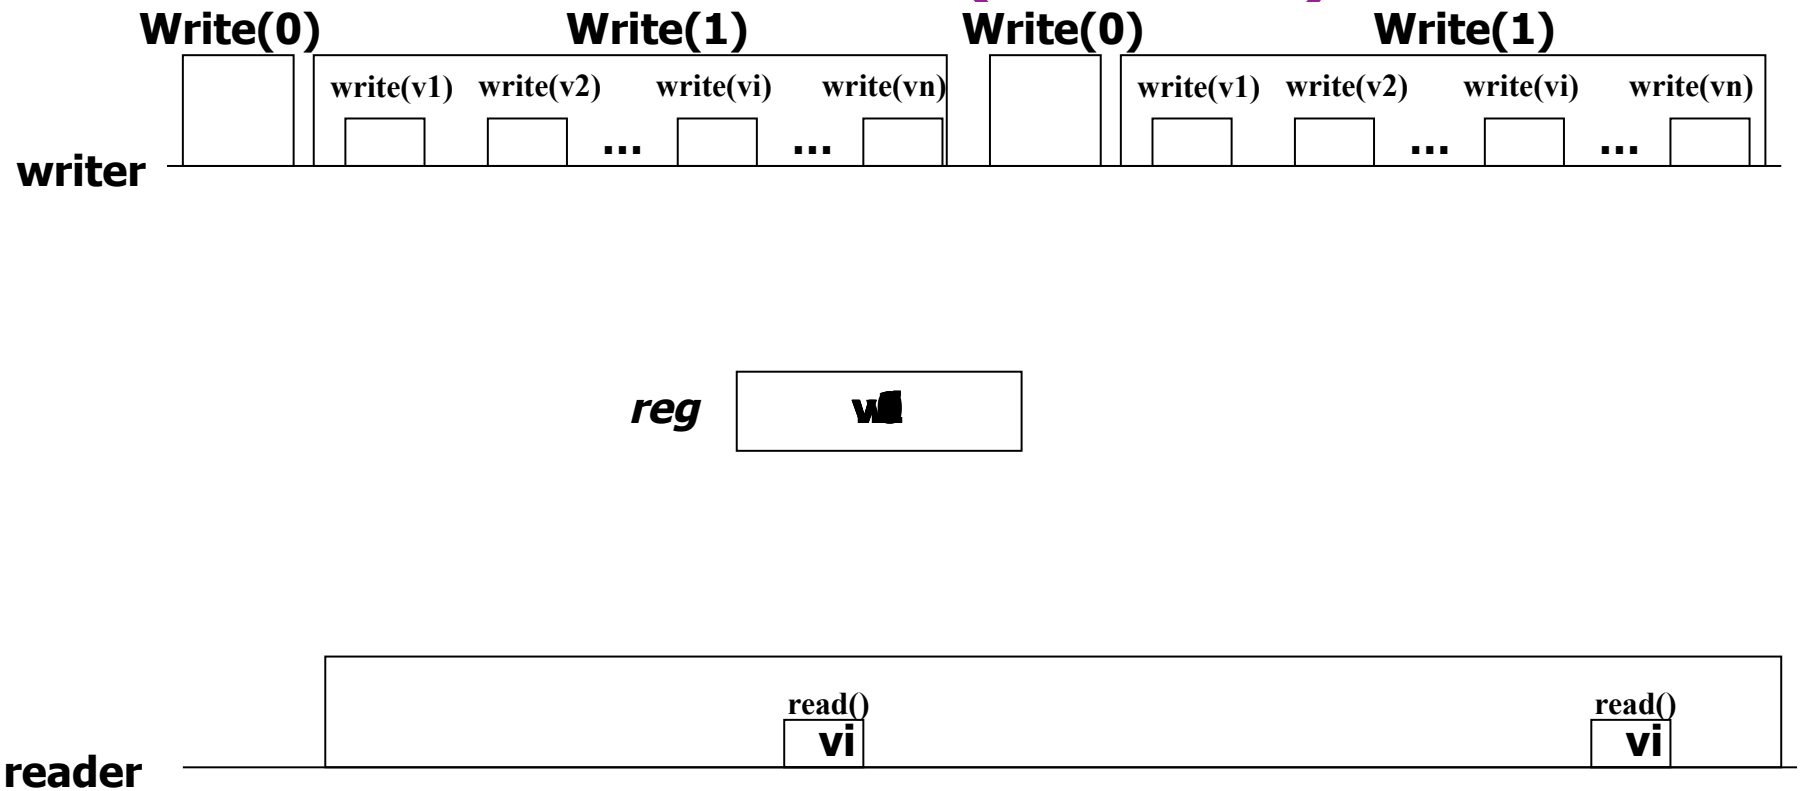 Write(0) Write(1) Write(0) Write(1)
write(v1) write(v2) write(vi) write(vn) write(v1) write(v2) write(vi) write(vn)
... ... ... ...
writer
reg
read() read()
vi vi
reader